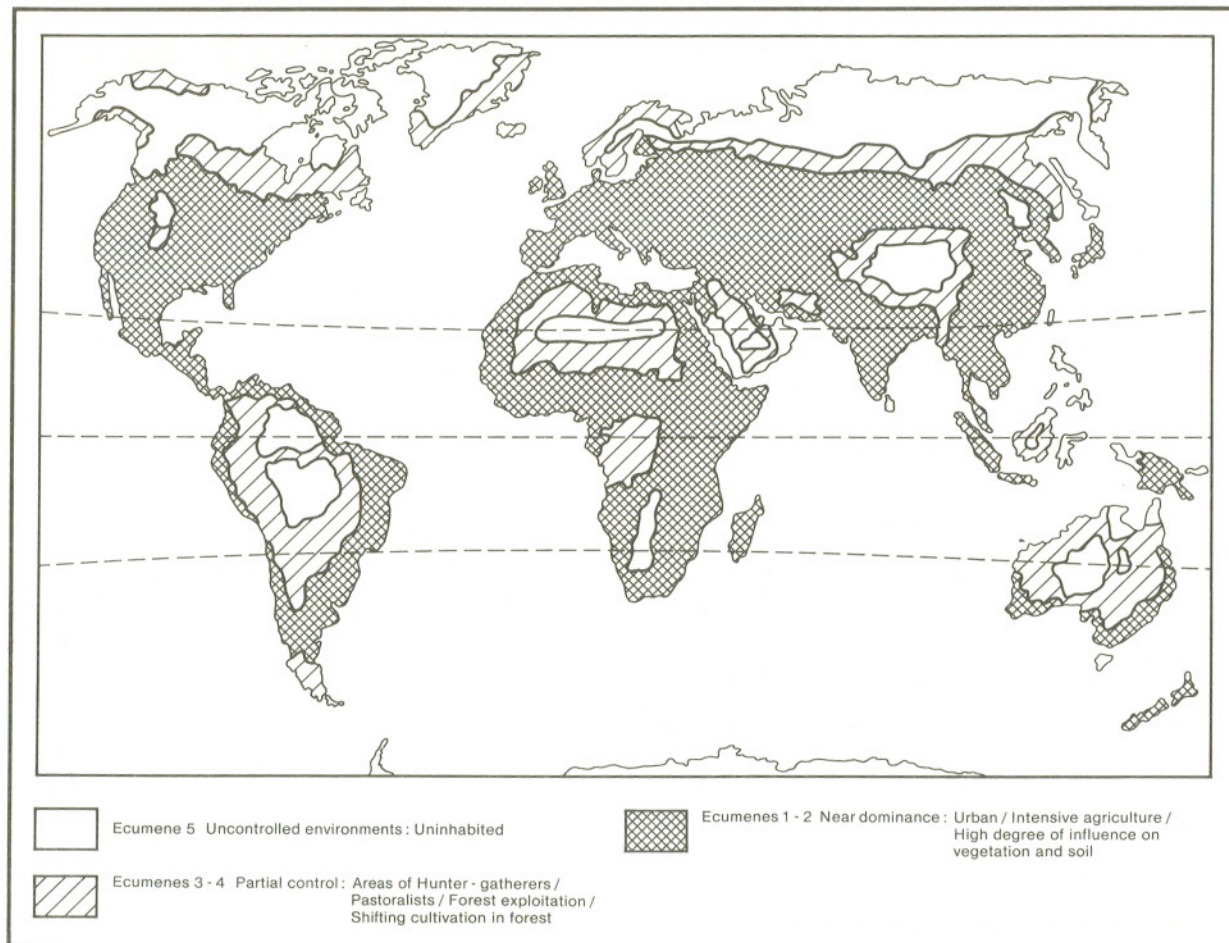 Ecumene 5 Uncontrolled environments : Uninhabited
Ecumenes 3 - 4 Partial control : Areas of Hunter - gatherers /
Pastoralists / Forest exploitation /
Shifting cultivation in forest
Ecumenes 1 - 2 Near dominance : Urban / Intensive agriculture /
High degree of influence on
vegetation and soil